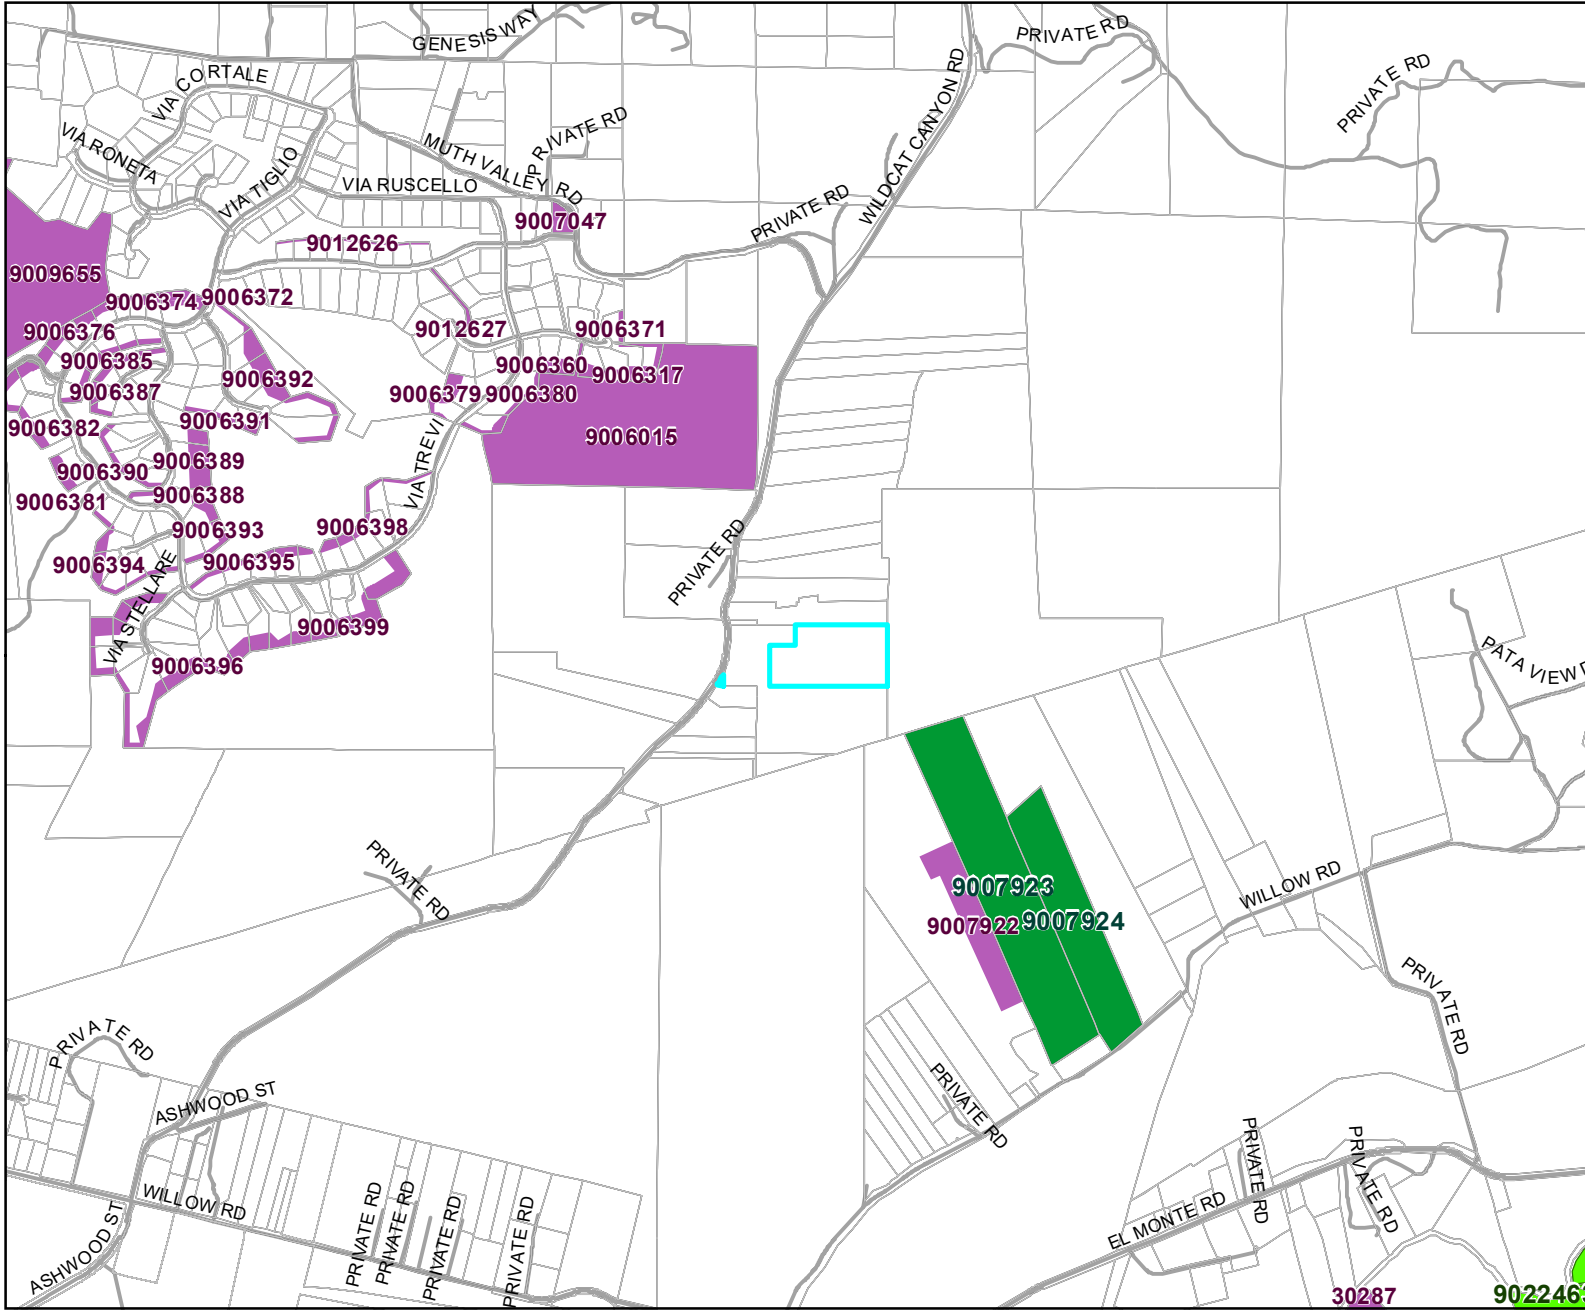 GENESIS WAY
PRIVATE RD
PRIVATE RD
VIA CORTALE
WILDCAT CANYON RD
VIA RONETA
MUTH VALLEY RD
PRIVATE RD
VIA TIGLIO
VIA RUSCELLO
PRIVATE RD
9007047
9012626
9009655
9006374
9006372
9006376
9012627
9006371
9006385
9006360
9006317
9006387
9006392
9006379
9006380
9006382
9006391
9006015
VIA TREVI
9006390
9006389
9006388
9006381
9006393
9006398
PRIVATE RD
9006394
9006395
VIA STELLARE
9006399
9006396
PATA VIEW
PRIVATE RD
9007923
9007922
9007924
WILLOW RD
PRIVATE RD
PRIVATE RD
PRIVATE RD
ASHWOOD ST
WILLOW RD
ASHWOOD ST
PRIVATE RD
PRIVATE RD
PRIVATE RD
PRIVATE RD
PRIVATE RD
PRIVATE RD
EL MONTE RD
30287
902246